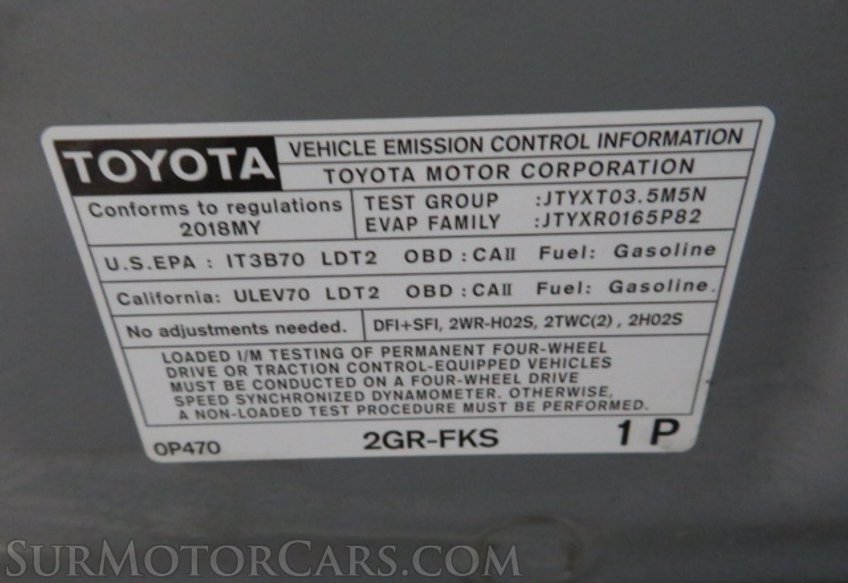 TOYOTA
VEHICLE EMISSION CONTROL INFORMATION
TOYOTA MOTOR CORPORATION
Conforms to regulations
2018MY
TEST GROUP :JTYXT03.5M5N
EVAP FAMILY :JTYXR0165P82
U.S.EPA : IT3B70 LDT2 OBD : CAII Fuel: Gasoline
California: ULEV70 LDT2 OBD : CAII Fuel: Gasoline.
No adjustments needed.
DFI+SFI, 2WR-HO2S, 2TWC(2) , 2HO2S
LOADED I/M TESTING OF PERMANENT FOUR-WHEEL
DRIVE OR TRACTION CONTROL-EQUIPPED VEHICLES
MUST BE CONDUCTED ON A FOUR-WHEEL DRIVE
SPEED SYNCHRONIZED DYNAMOMETER. OTHERWISE,
A NON-LOADED TEST PROCEDURE MUST BE PERFORMED.
0P470
2GR-FKS
1 P
SURMOTORCARS.COM